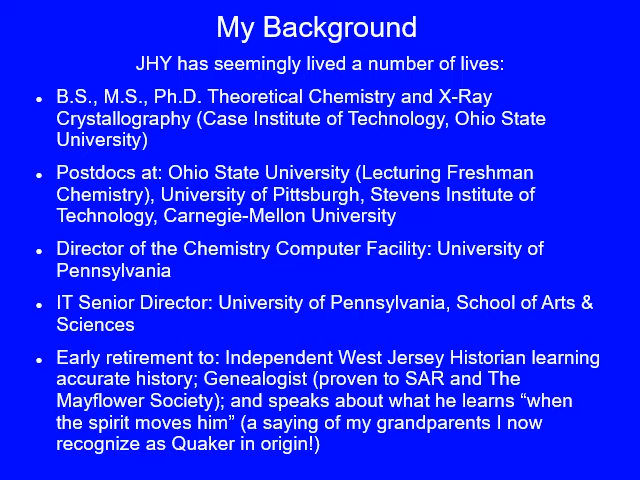 My Background
JHY has seemingly lived a number of lives:
• B.S., M.S., Ph.D. Theoretical Chemistry and X-Ray
Crystallography (Case Institute of Technology, Ohio State
University)
• Postdocs at: Ohio State University (Lecturing Freshman
Chemistry), University of Pittsburgh, Stevens Institute of
Technology, Carnegie-Mellon University
• Director of the Chemistry Computer Facility: University of
Pennsylvania
• IT Senior Director: University of Pennsylvania, School of Arts &
Sciences
• Early retirement to: Independent West Jersey Historian learning
accurate history; Genealogist (proven to SAR and The
Mayflower Society); and speaks about what he learns “when
the spirit moves him” (a saying of my grandparents I now
recognize as Quaker in origin!)